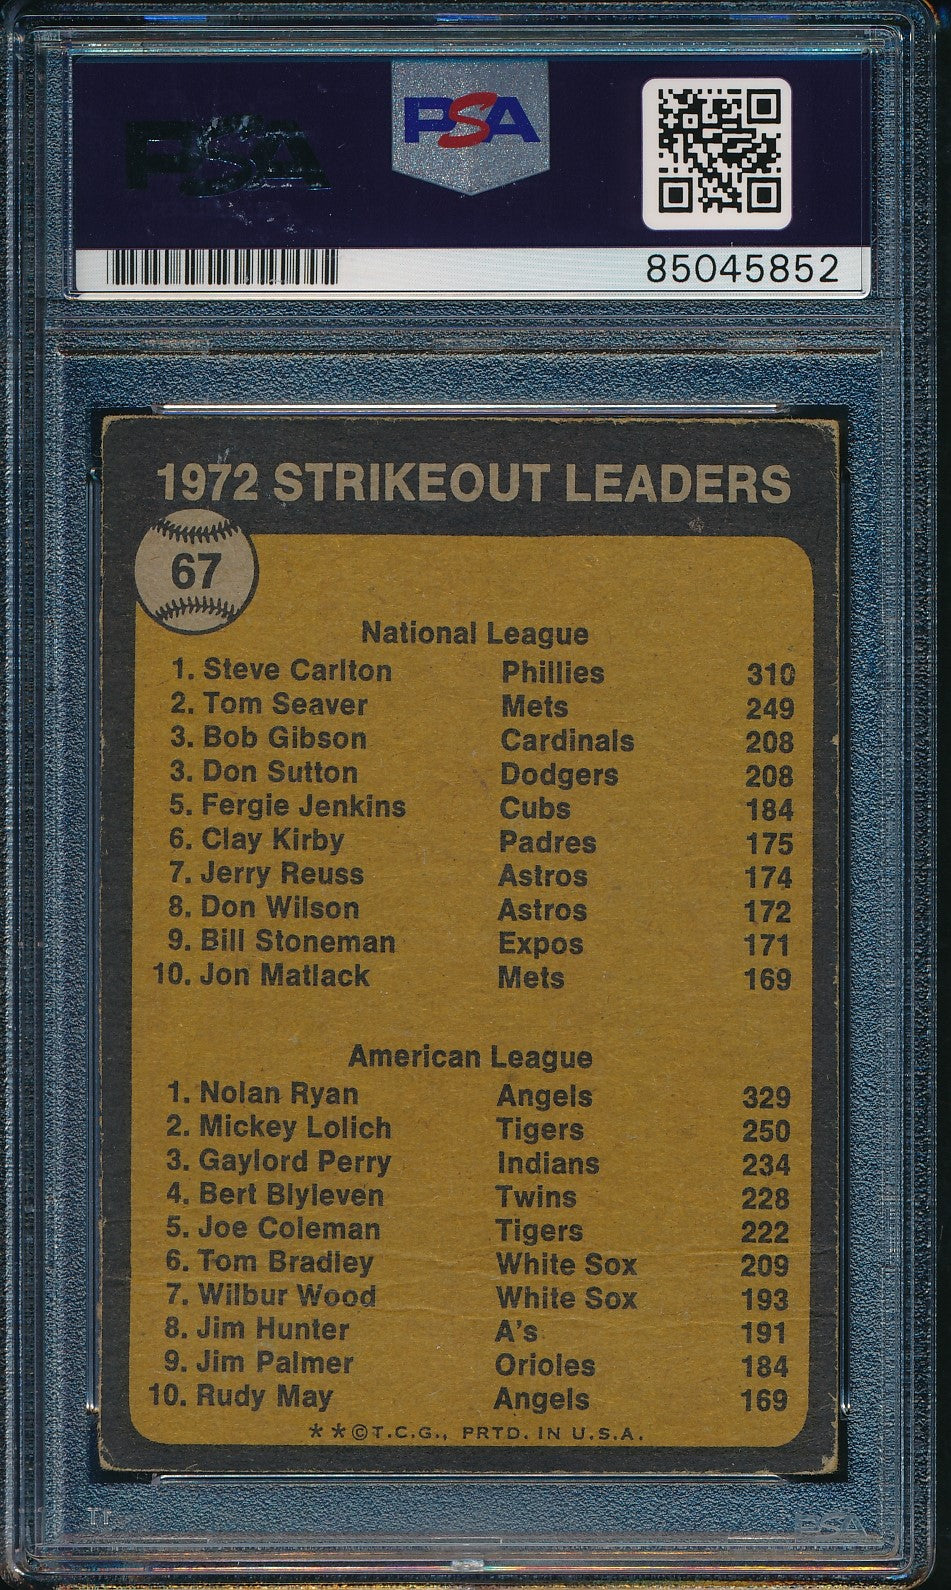 PSA
PSA
85045852
1972 STRIKEOUT LEADERS
67
National League
1. Steve Carlton Phillies 310
2. Tom Seaver Mets 249
3. Bob Gibson Cardinals 208
3. Don Sutton Dodgers 208
5. Fergie Jenkins Cubs 184
6. Clay Kirby Padres 175
7. Jerry Reuss Astros 174
8. Don Wilson Astros 172
9. Bill Stoneman Expos 171
10. Jon Matlack Mets 169
American League
1. Nolan Ryan Angels 329
2. Mickey Lolich Tigers 250
3. Gaylord Perry Indians 234
4. Bert Blyleven Twins 228
5. Joe Coleman Tigers 222
6. Tom Bradley White Sox 209
7. Wilbur Wood White Sox 193
8. Jim Hunter A's 191
9. Jim Palmer Orioles 184
10. Rudy May Angels 169
**©T.C.G., PRTD. IN U.S.A.
PSA